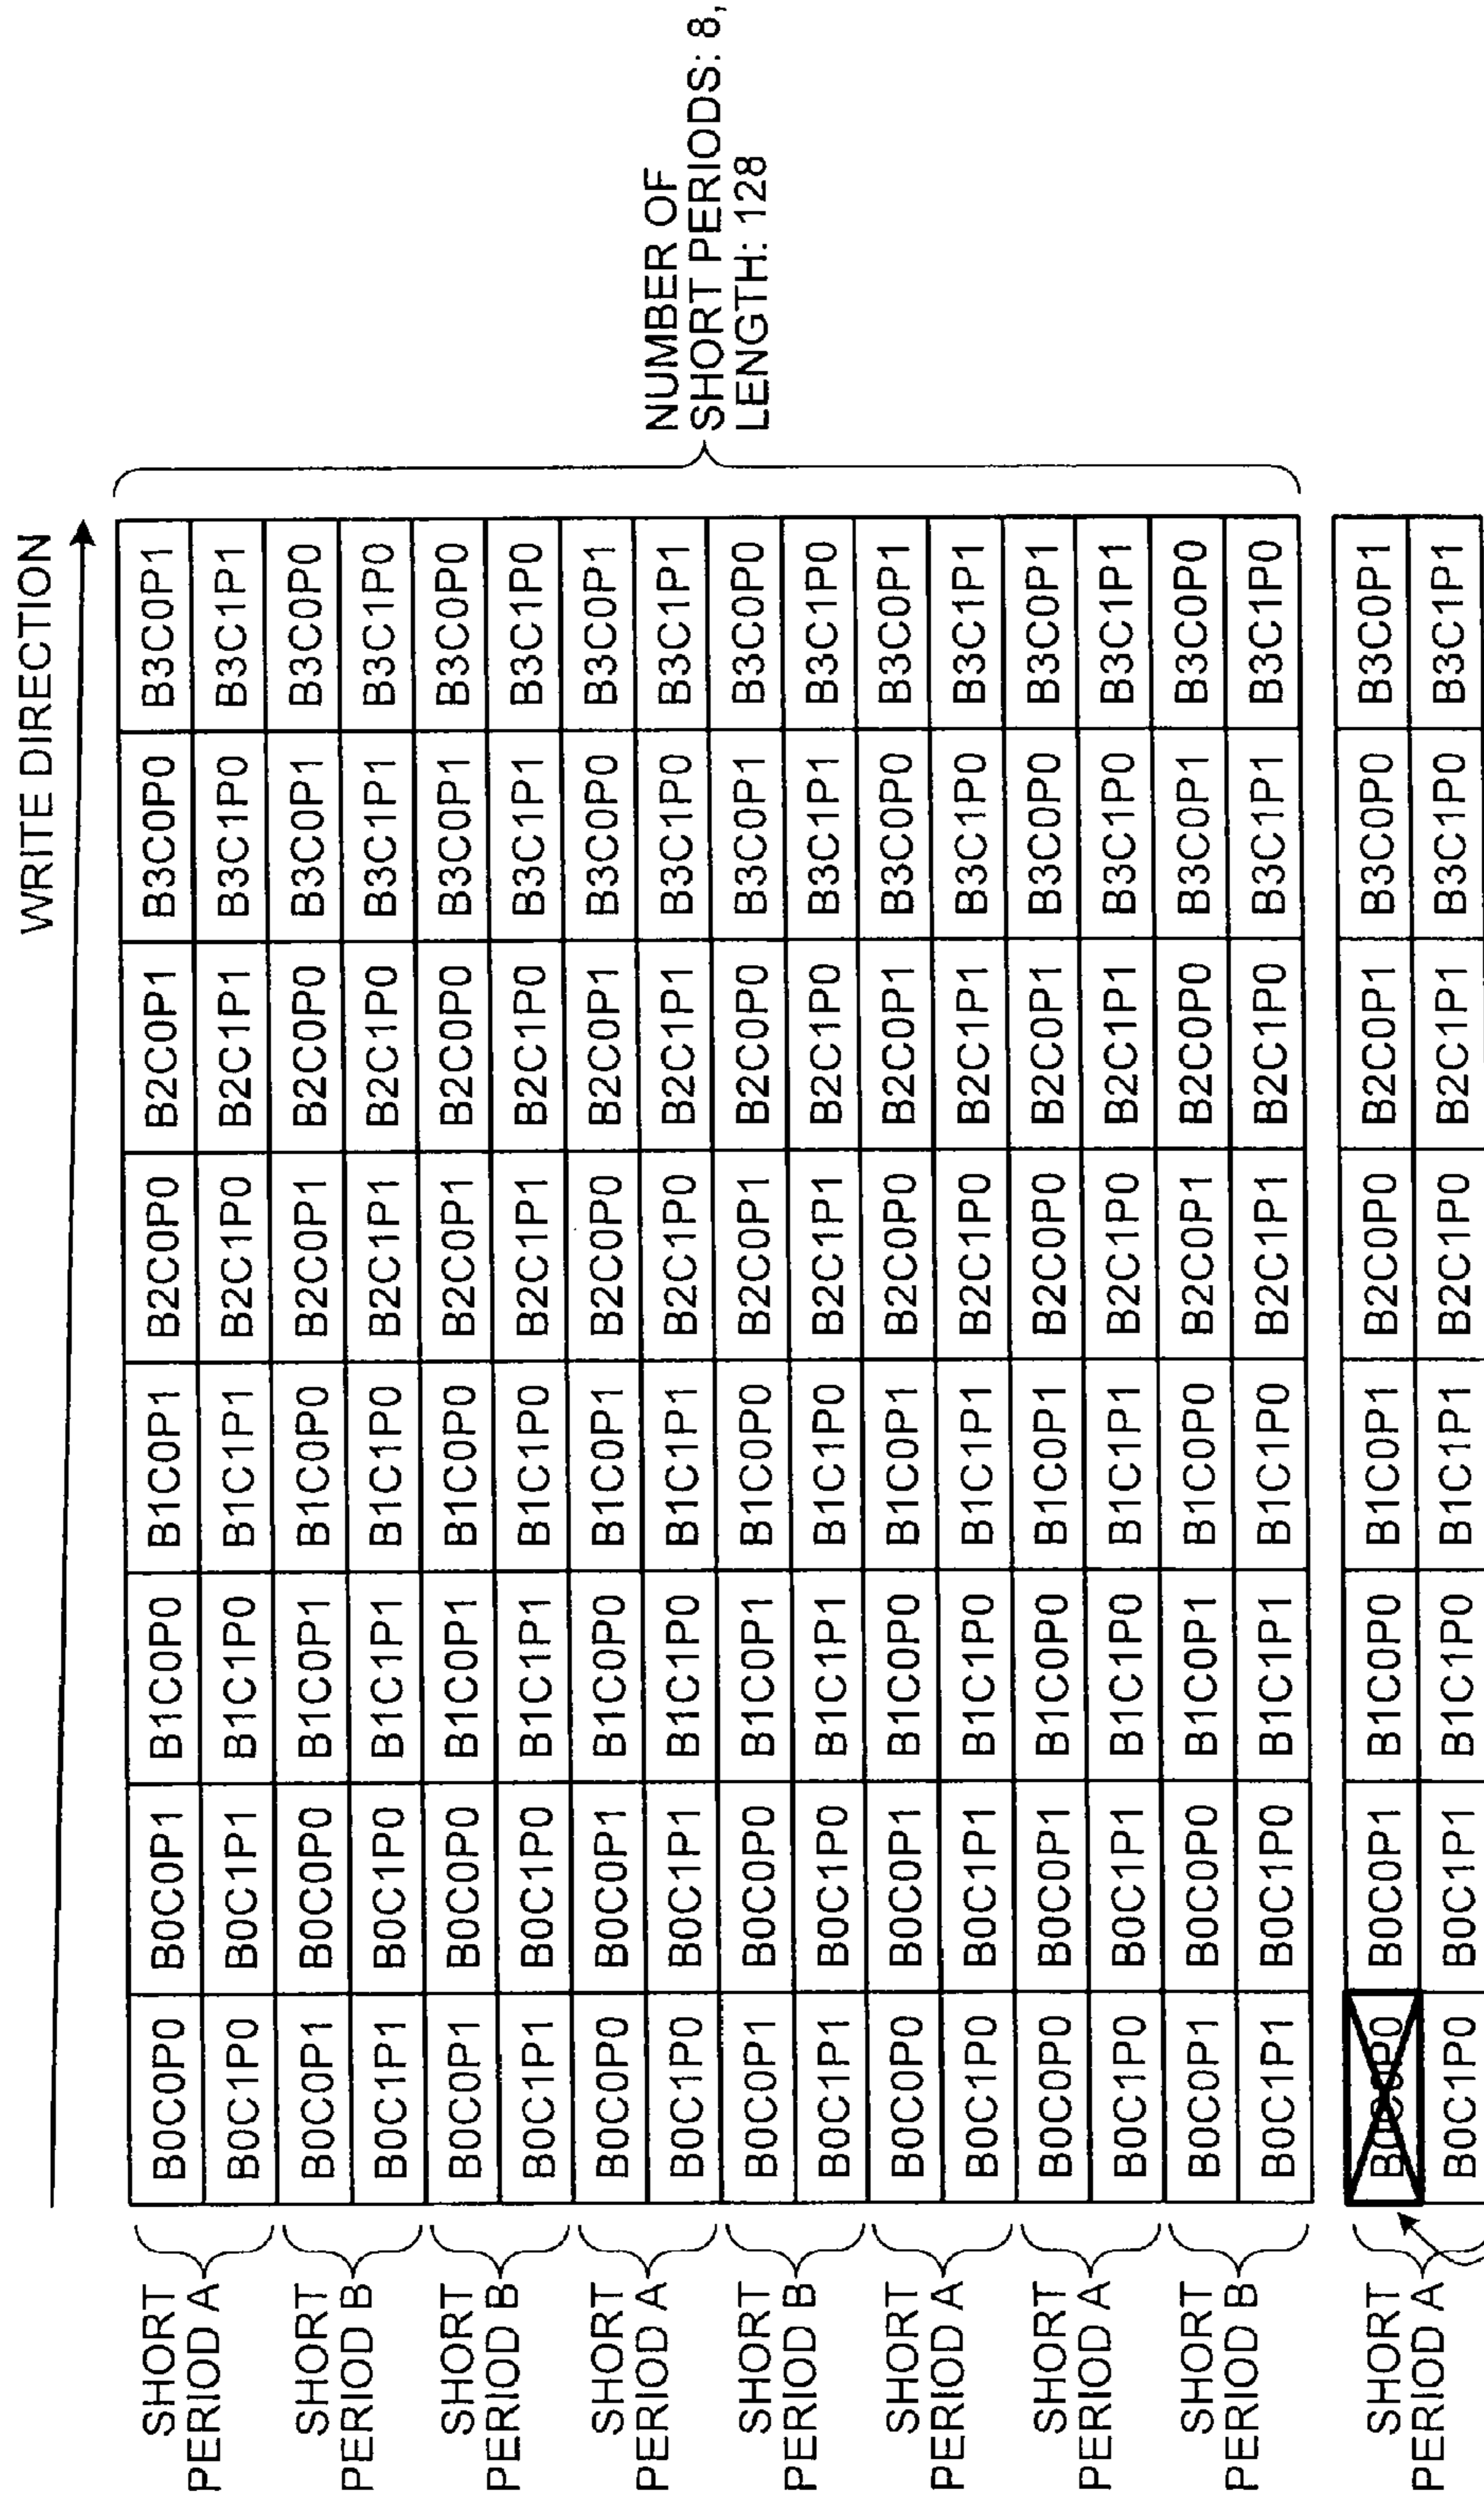 WRITE DIRECTION
SHORT B0C0P0 B0C0P1 B1C0P0 B1C0P1 B2C0P0 B2C0P1 B3C0P0 B3C0P1
PERIOD A B0C1P0 B0C1P1 B1C1P0 B1C1P1 B2C1P0 B2C1P1 B3C1P0 B3C1P1
SHORT B0C0P1 B0C0P0 B1C0P1 B1C0P0 B2C0P1 B2C0P0 B3C0P1 B3C0P0
PERIOD B B0C1P1 B0C1P0 B1C1P1 B1C1P0 B2C1P1 B2C1P0 B3C1P1 B3C1P0
SHORT B0C0P1 B0C0P0 B1C0P1 B1C0P0 B2C0P1 B2C0P0 B3C0P1 B3C0P0
PERIOD B B0C1P1 B0C1P0 B1C1P1 B1C1P0 B2C1P1 B2C1P0 B3C1P1 B3C1P0
SHORT B0C0P0 B0C0P1 B1C0P0 B1C0P1 B2C0P0 B2C0P1 B3C0P0 B3C0P1
PERIOD A B0C1P0 B0C1P1 B1C1P0 B1C1P1 B2C1P0 B2C1P1 B3C1P0 B3C1P1
SHORT B0C0P1 B0C0P0 B1C0P1 B1C0P0 B2C0P1 B2C0P0 B3C0P1 B3C0P0
PERIOD B B0C1P1 B0C1P0 B1C1P1 B1C1P0 B2C1P1 B2C1P0 B3C1P1 B3C1P0
SHORT B0C0P0 B0C0P1 B1C0P0 B1C0P1 B2C0P0 B2C0P1 B3C0P0 B3C0P1
PERIOD A B0C1P0 B0C1P1 B1C1P0 B1C1P1 B2C1P0 B2C1P1 B3C1P0 B3C1P1
SHORT B0C0P0 B0C0P1 B1C0P0 B1C0P1 B2C0P0 B2C0P1 B3C0P0 B3C0P1
PERIOD A B0C1P0 B0C1P1 B1C1P0 B1C1P1 B2C1P0 B2C1P1 B3C1P0 B3C1P1
SHORT B0C0P1 B0C0P0 B1C0P1 B1C0P0 B2C0P1 B2C0P0 B3C0P1 B3C0P0
PERIOD B B0C1P1 B0C1P0 B1C1P1 B1C1P0 B2C1P1 B2C1P0 B3C1P1 B3C1P0
NUMBER OF
SHORT PERIODS: 8,
LENGTH: 128
SHORT B0C0P1 B1C0P0 B1C0P1 B2C0P0 B2C0P1 B3C0P0 B3C0P1
PERIOD A B0C1P0 B0C1P1 B1C1P0 B1C1P1 B2C1P0 B2C1P1 B3C1P0 B3C1P1